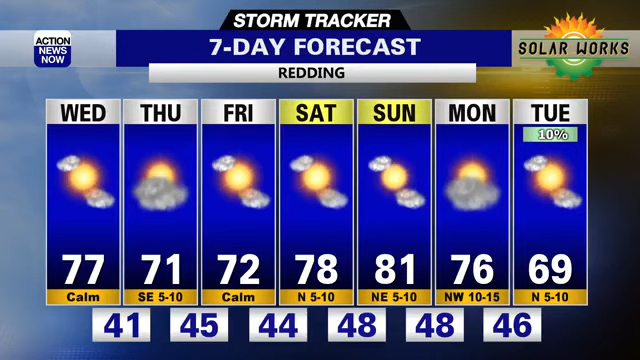 STORM TRACKER
ACTION
NEWS
NOW
7-DAY FORECAST
SOLAR WORKS
REDDING
WED THU FRI SAT SUN MON TUE
10%
77 71 72 78 81 76 69
Calm SE 5-10 Calm N 5-10 NE 5-10 NW 10-15 N 5-10
41 45 44 48 48 46